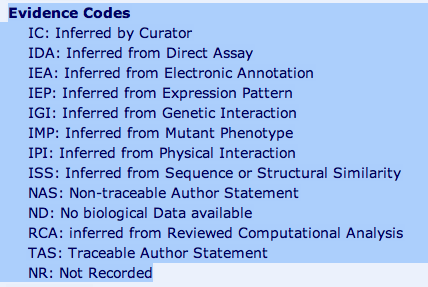 Evidence Codes
IC: Inferred by Curator
IDA: Inferred from Direct Assay
IEA: Inferred from Electronic Annotation
IEP: Inferred from Expression Pattern
IGI: Inferred from Genetic Interaction
IMP: Inferred from Mutant Phenotype
IPI: Inferred from Physical Interaction
ISS: Inferred from Sequence or Structural Similarity
NAS: Non-traceable Author Statement
ND: No biological Data available
RCA: inferred from Reviewed Computational Analysis
TAS: Traceable Author Statement
NR: Not Recorded